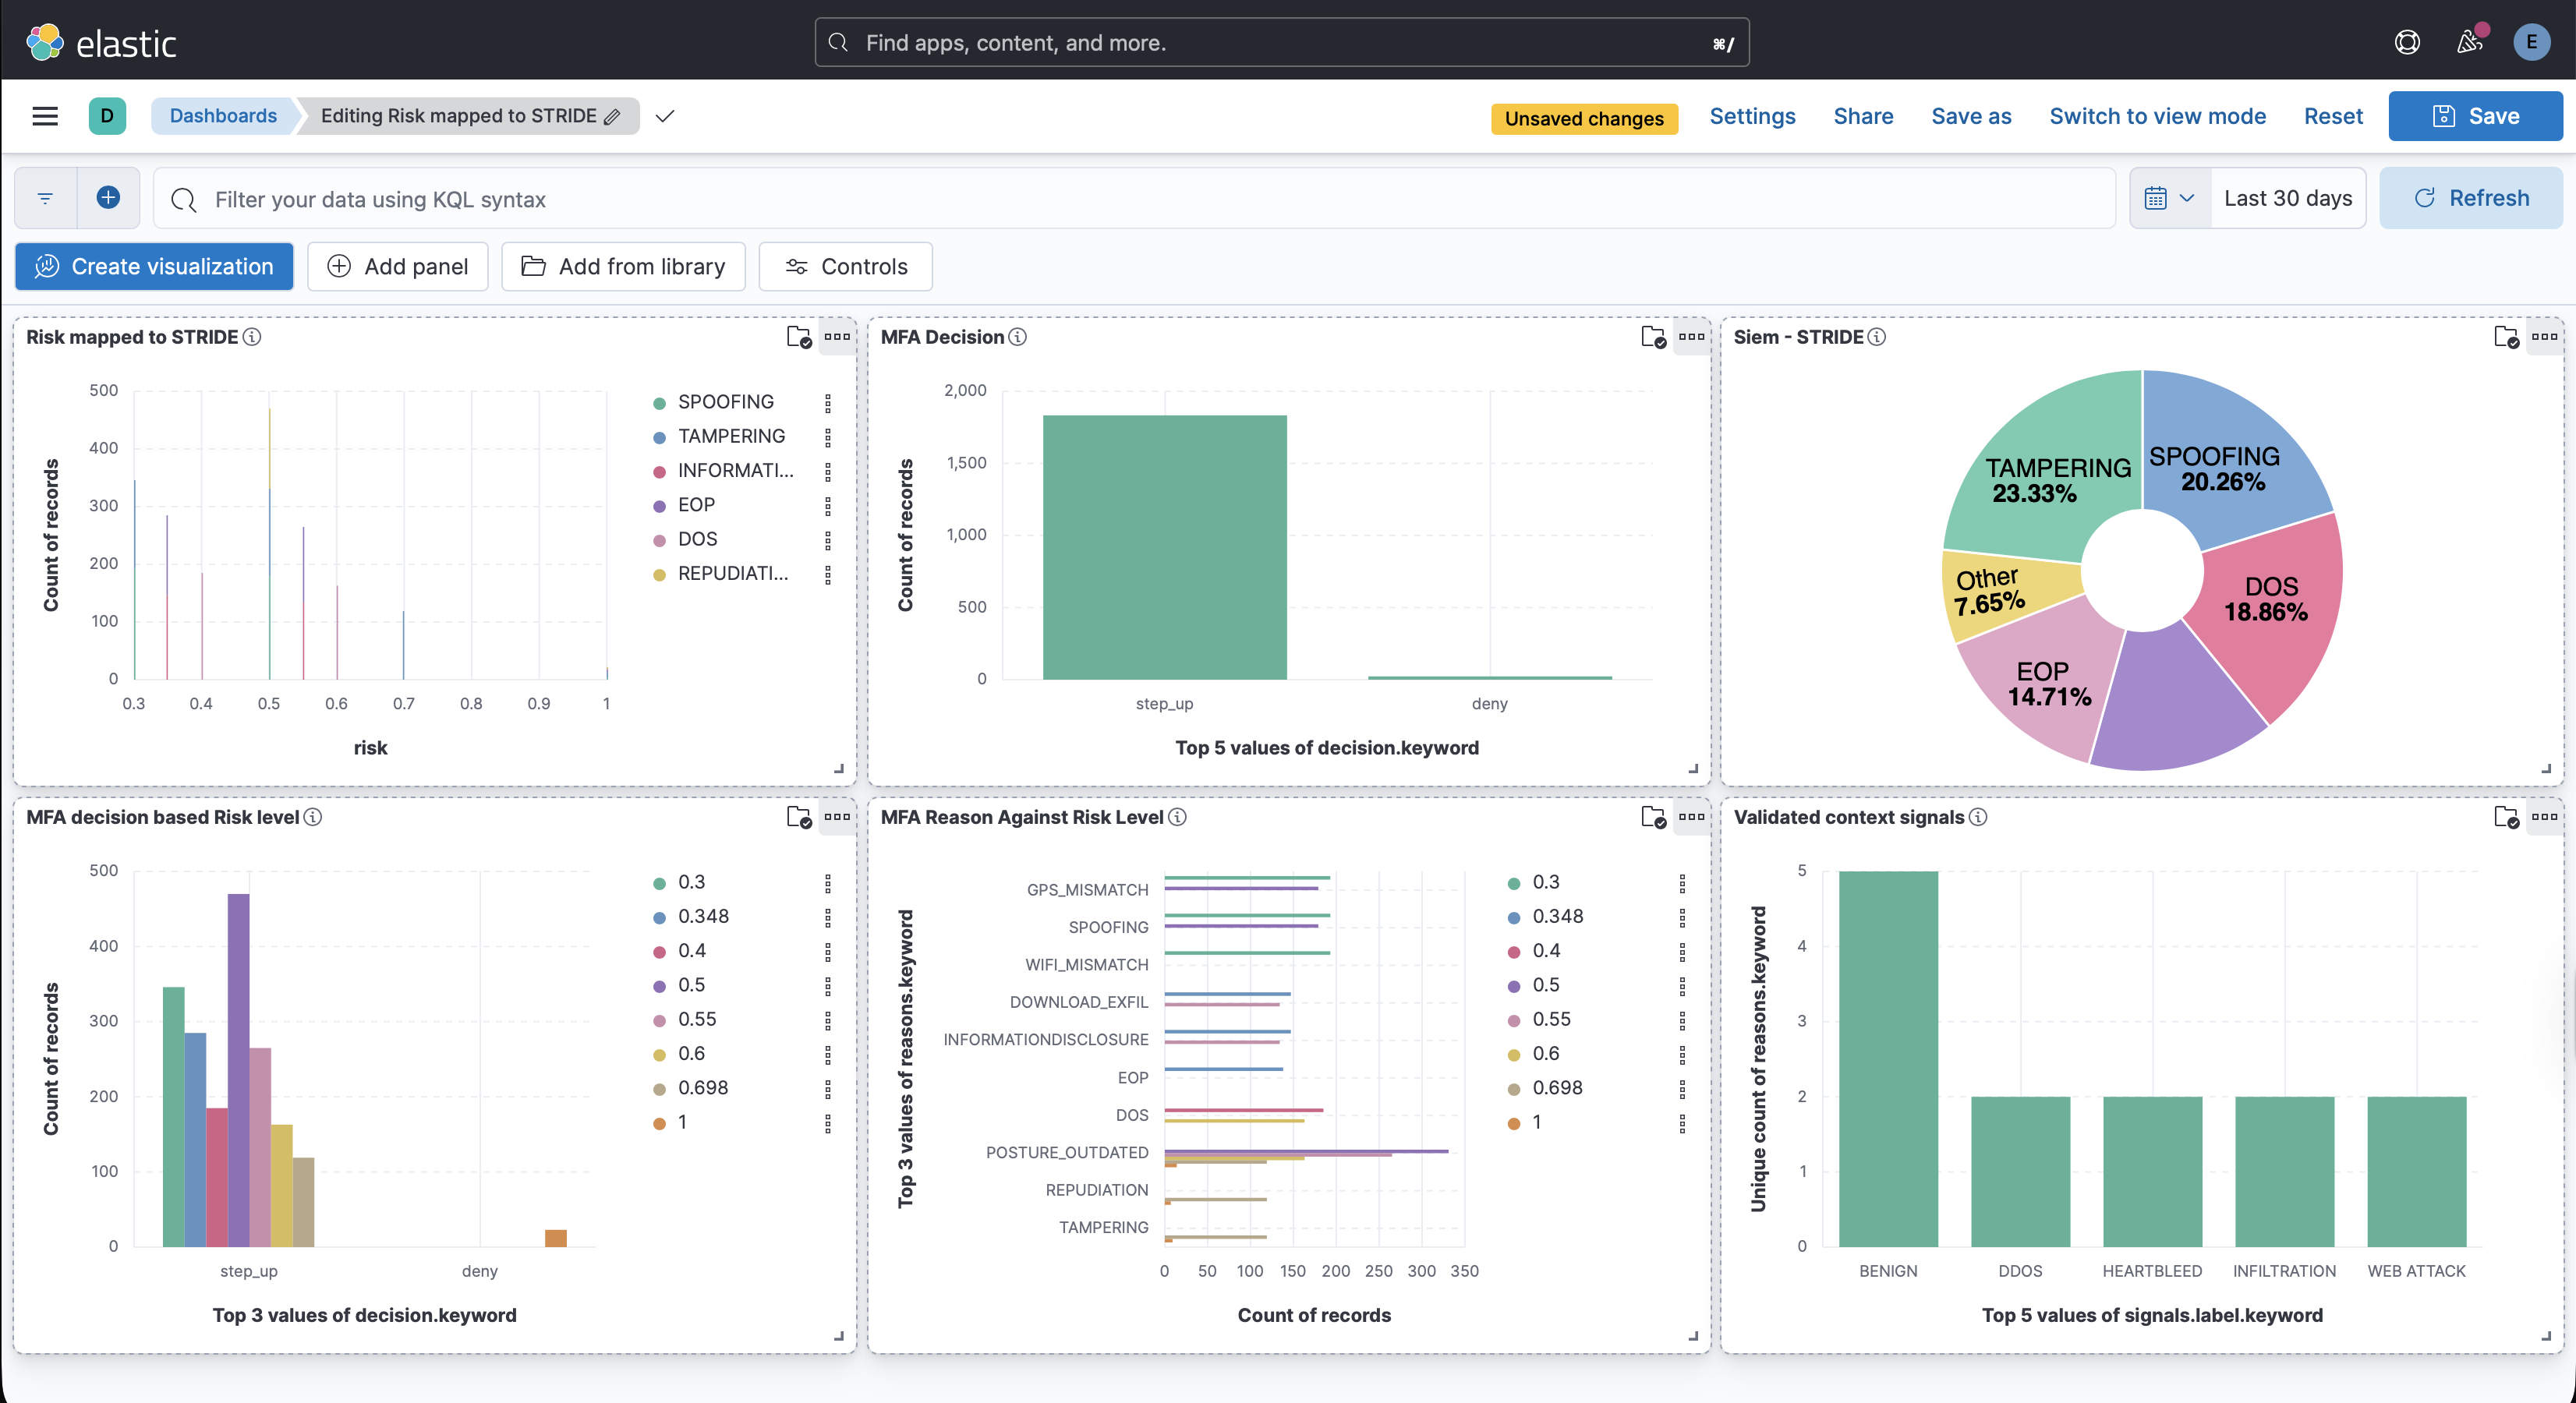 elastic
Find apps, content, and more.
⌘/
E
D
Dashboards
Editing Risk mapped to STRIDE
Unsaved changes
Settings
Share
Save as
Switch to view mode
Reset
Save
Filter your data using KQL syntax
Last 30 days
Refresh
Create visualization
Add panel
Add from library
Controls
Risk mapped to STRIDE
500
400
300
200
100
0
Count of records
0.3 0.4 0.5 0.6 0.7 0.8 0.9 1
risk
SPOOFING
TAMPERING
INFORMATI...
EOP
DOS
REPUDIATI...
MFA Decision
2,000
1,500
1,000
500
0
Count of records
step_up deny
Top 5 values of decision.keyword
Siem - STRIDE
TAMPERING
23.33%
SPOOFING
20.26%
Other
7.65%
DOS
18.86%
EOP
14.71%
MFA decision based Risk level
500
400
300
200
100
0
Count of records
step_up deny
Top 3 values of decision.keyword
0.3
0.348
0.4
0.5
0.55
0.6
0.698
1
MFA Reason Against Risk Level
Top 3 values of reasons.keyword
GPS_MISMATCH
SPOOFING
WIFI_MISMATCH
DOWNLOAD_EXFIL
INFORMATIONDISCLOSURE
EOP
DOS
POSTURE_OUTDATED
REPUDIATION
TAMPERING
0 50 100 150 200 250 300 350
Count of records
0.3
0.348
0.4
0.5
0.55
0.6
0.698
1
Validated context signals
5
4
3
2
1
0
Unique count of reasons.keyword
BENIGN DDOS HEARTBLEED INFILTRATION WEB ATTACK
Top 5 values of signals.label.keyword